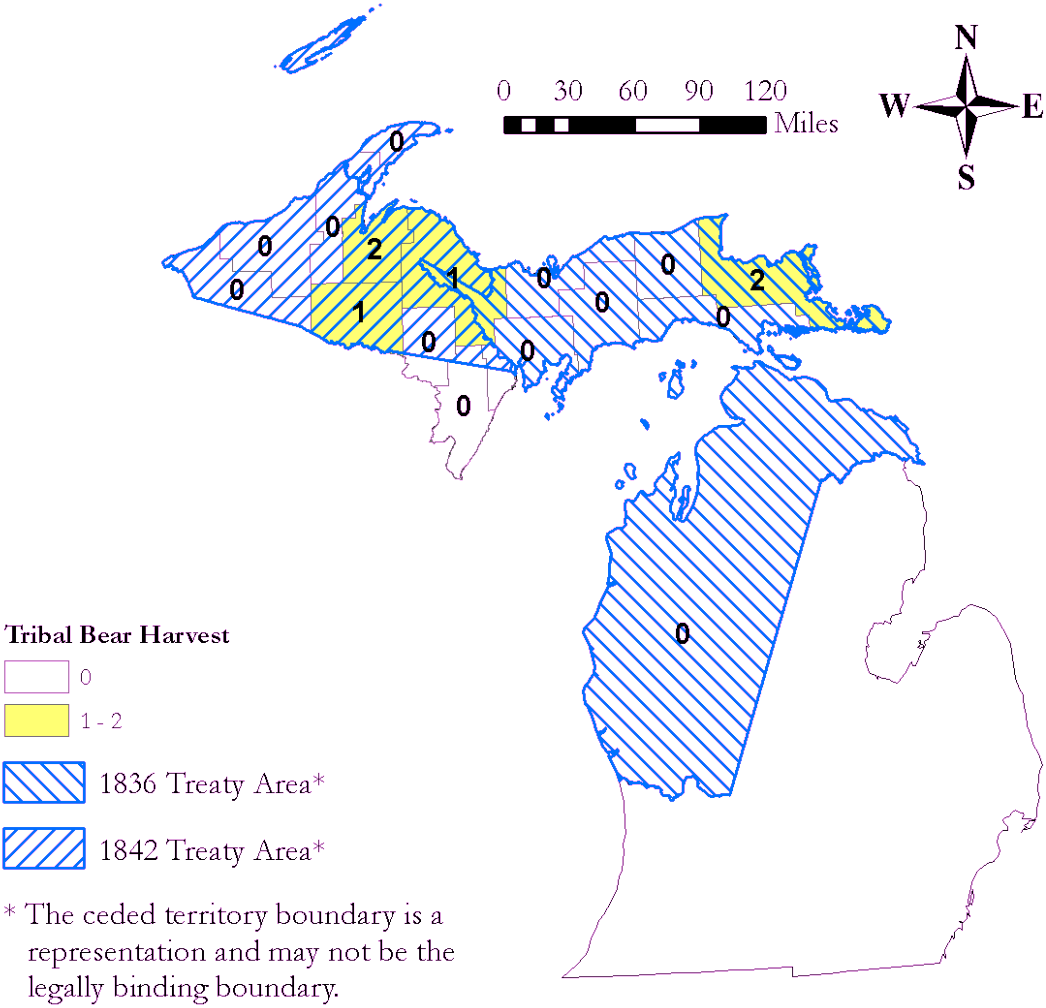 N
0 30 60 90 120
W E
Miles
S
0
0
0
2
0
1
0
0
2
0
0
1
0
0
0
0
0
Tribal Bear Harvest
0
1 - 2
1836 Treaty Area*
1842 Treaty Area*
* The ceded territory boundary is a
representation and may not be the
legally binding boundary.